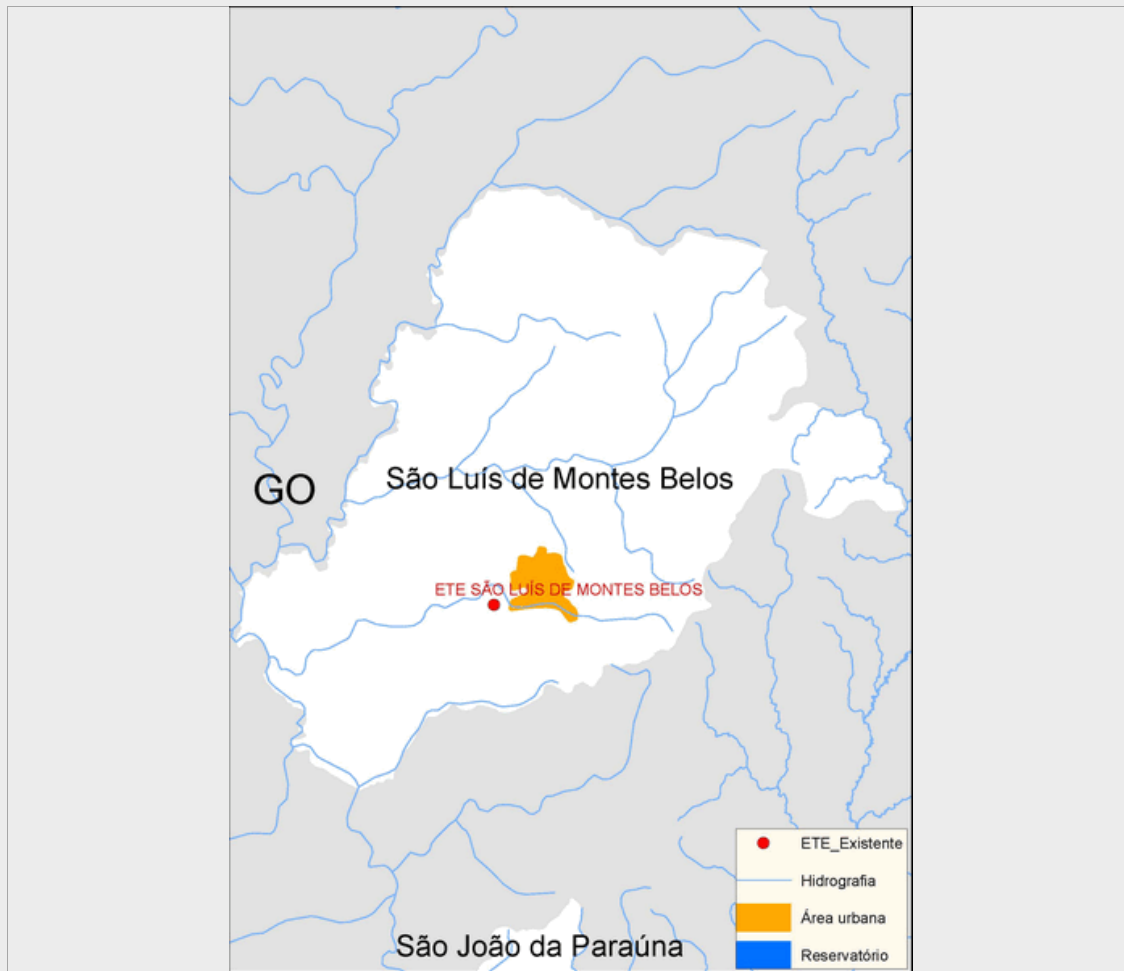 GO
São Luís de Montes Belos
ETE SÃO LUÍS DE MONTES BELOS
São João da Paraúna
ETE_Existente
Hidrografia
Área urbana
Reservatório